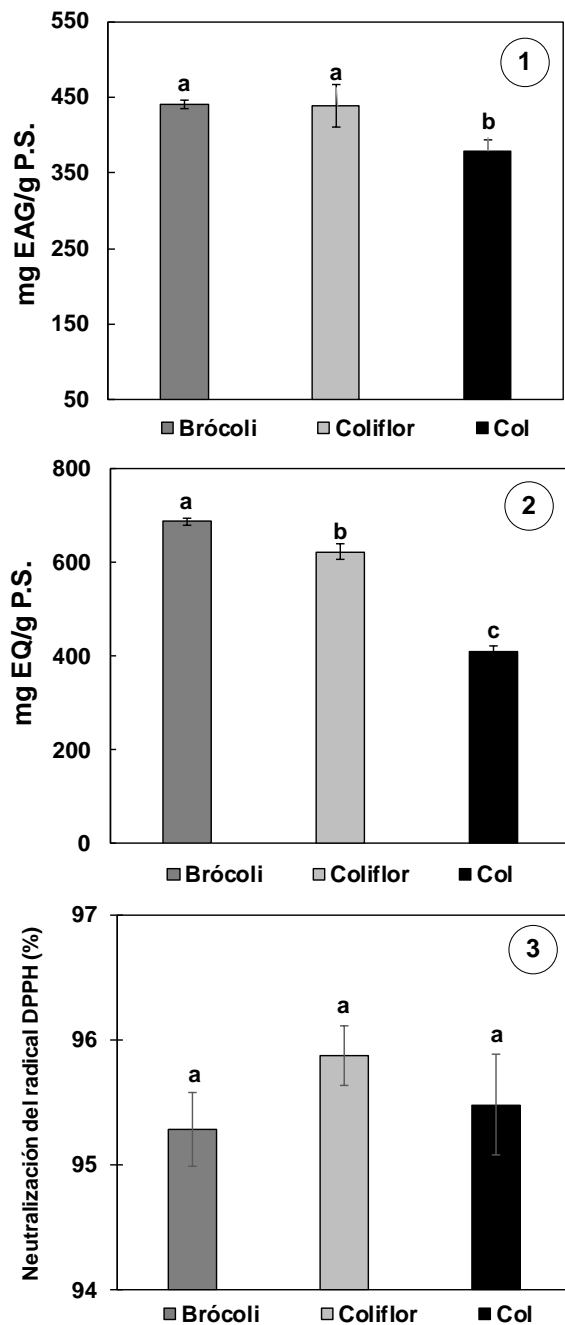 550
450
350
250
150
50
mg EAG/g P.S.
1
a
a
b
Brócoli Coliflor Col
800
600
400
200
0
mg EQ/g P.S.
2
a
b
c
Brócoli Coliflor Col
97
96
95
94
Neutralización del radical DPPH (%)
3
a
a
a
Brócoli Coliflor Col